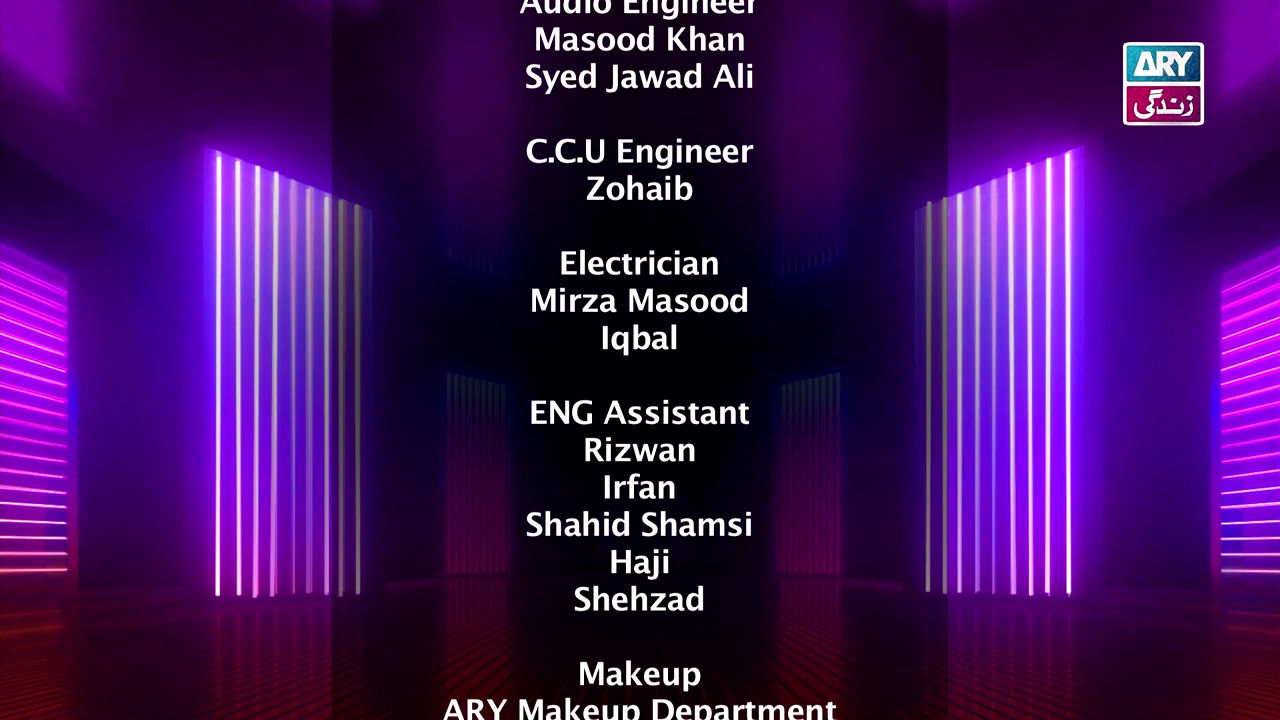 Audio Engineer
Masood Khan
Syed Jawad Ali
ARY
زندگی
C.C.U Engineer
Zohaib
Electrician
Mirza Masood
Iqbal
ENG Assistant
Rizwan
Irfan
Shahid Shamsi
Haji
Shehzad
Makeup
ARY Makeup Department